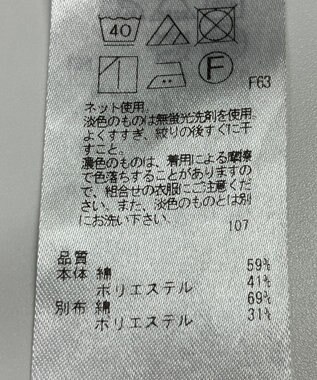 40
F
F63
ネット使用。
淡色のものは無蛍光洗剤を使用。
よくすすぎ、絞りの後すぐに干
すこと。
濃色のものは、着用による摩擦
で色落ちすることがありますの
で、組合せの衣服にご注意くださ
い。また、淡色のものとは別
にお洗い下さい。
107
品質
本体 綿 59%
ポリエステル 41%
別布 綿 69%
ポリエステル 31%